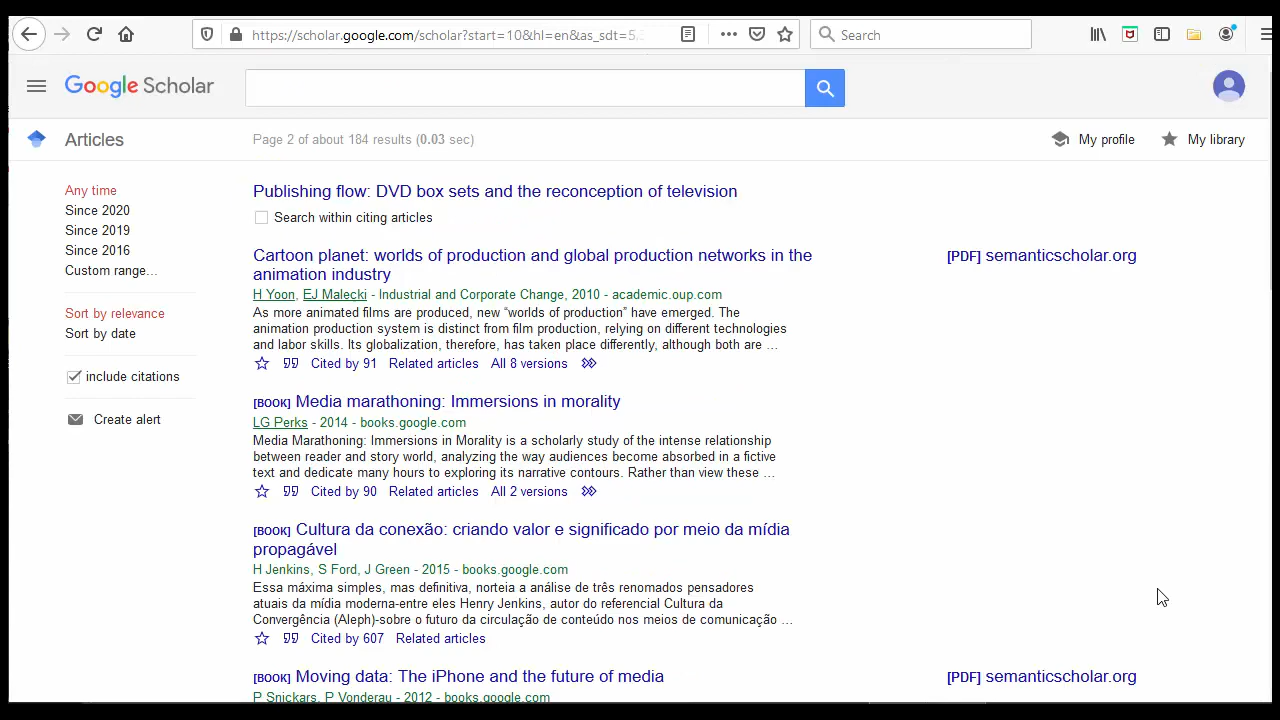 https://scholar.google.com/scholar?start=10&hl=en&as_sdt=5,
Search
Google Scholar
Articles
Page 2 of about 184 results (0.03 sec)
My profile
My library
Any time
Since 2020
Since 2019
Since 2016
Custom range...
Sort by relevance
Sort by date
include citations
Create alert
Publishing flow: DVD box sets and the reconception of television
Search within citing articles
Cartoon planet: worlds of production and global production networks in the
animation industry
[PDF] semanticscholar.org
H Yoon, EJ Malecki - Industrial and Corporate Change, 2010 - academic.oup.com
As more animated films are produced, new “worlds of production” have emerged. The
animation production system is distinct from film production, relying on different technologies
and labor skills. Its globalization, therefore, has taken place differently, although both are …
Cited by 91 Related articles All 8 versions
[BOOK] Media marathoning: Immersions in morality
LG Perks - 2014 - books.google.com
Media Marathoning: Immersions in Morality is a scholarly study of the intense relationship
between reader and story world, analyzing the way audiences become absorbed in a fictive
text and dedicate many hours to exploring its narrative contours. Rather than view these …
Cited by 90 Related articles All 2 versions
[BOOK] Cultura da conexão: criando valor e significado por meio da mídia
propagável
H Jenkins, S Ford, J Green - 2015 - books.google.com
Essa máxima simples, mas definitiva, norteia a análise de três renomados pensadores
atuais da mídia moderna-entre eles Henry Jenkins, autor do referencial Cultura da
Convergência (Aleph)-sobre o futuro da circulação de conteúdo nos meios de comunicação …
Cited by 607 Related articles
[BOOK] Moving data: The iPhone and the future of media
[PDF] semanticscholar.org
P Snickars, P Vonderau - 2012 - books.google.com